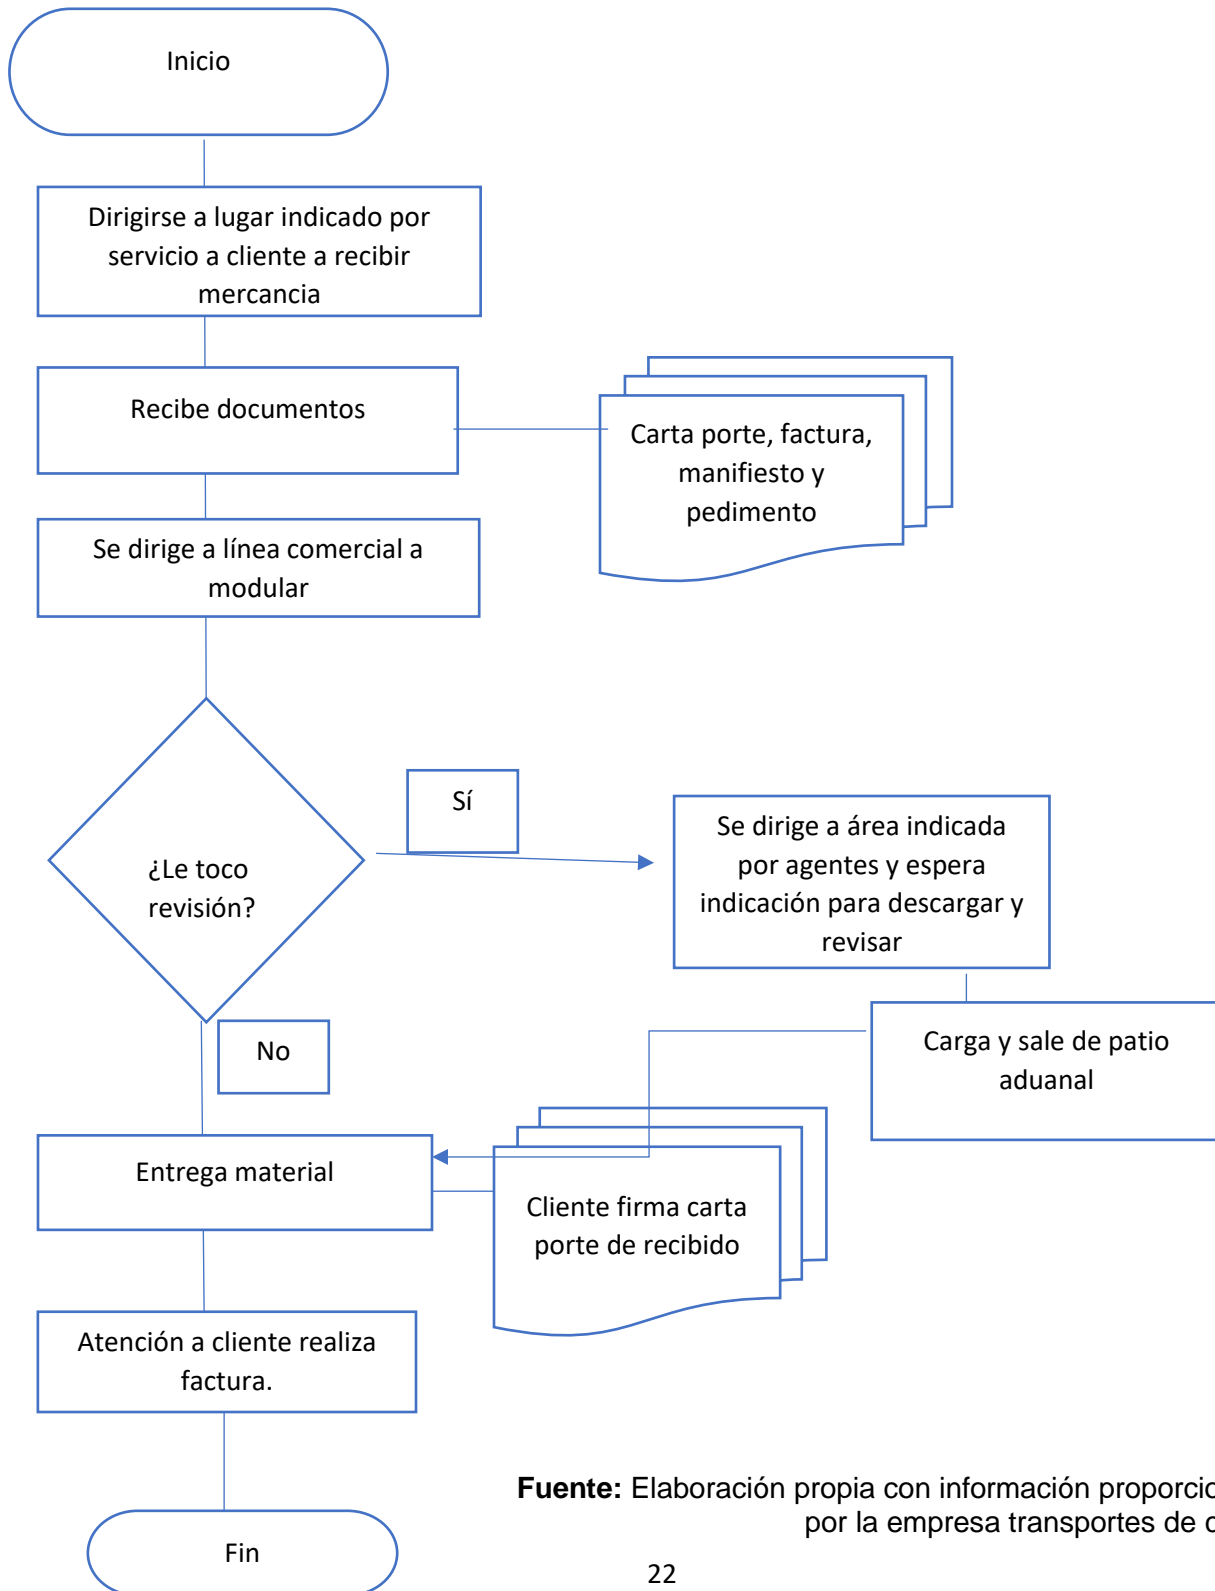 Inicio
Dirigirse a lugar indicado por
servicio a cliente a recibir
mercancia
Recibe documentos
Carta porte, factura,
manifiesto y
pedimento
Se dirige a línea comercial a
modular
¿Le toco
revisión?
Sí
Se dirige a área indicada
por agentes y espera
indicación para descargar y
revisar
Carga y sale de patio
aduanal
No
Entrega material
Cliente firma carta
porte de recibido
Atención a cliente realiza
factura.
Fin
Fuente: Elaboración propia con información
por la empresa transportes de
22